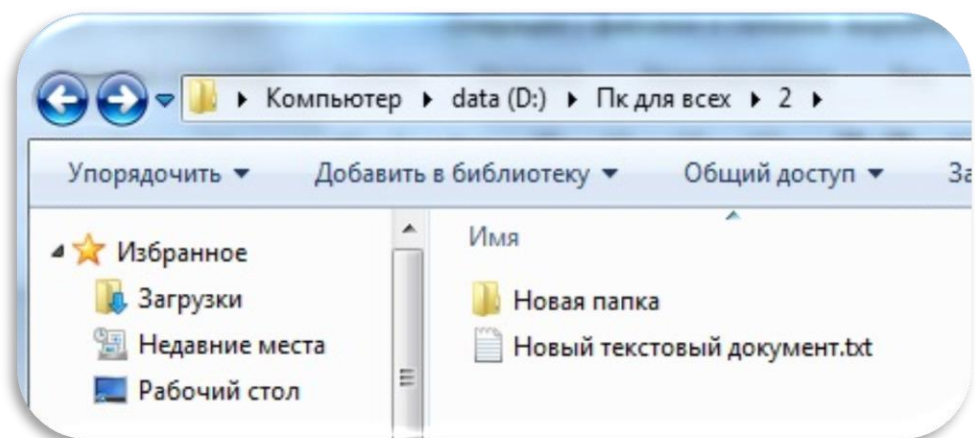 Компьютер data (D:) Пк для всех 2
Упорядочить Добавить в библиотеку Общий доступ За
Имя
Избранное
Загрузки
Недавние места
Рабочий стол
Новая папка
Новый текстовый документ.txt